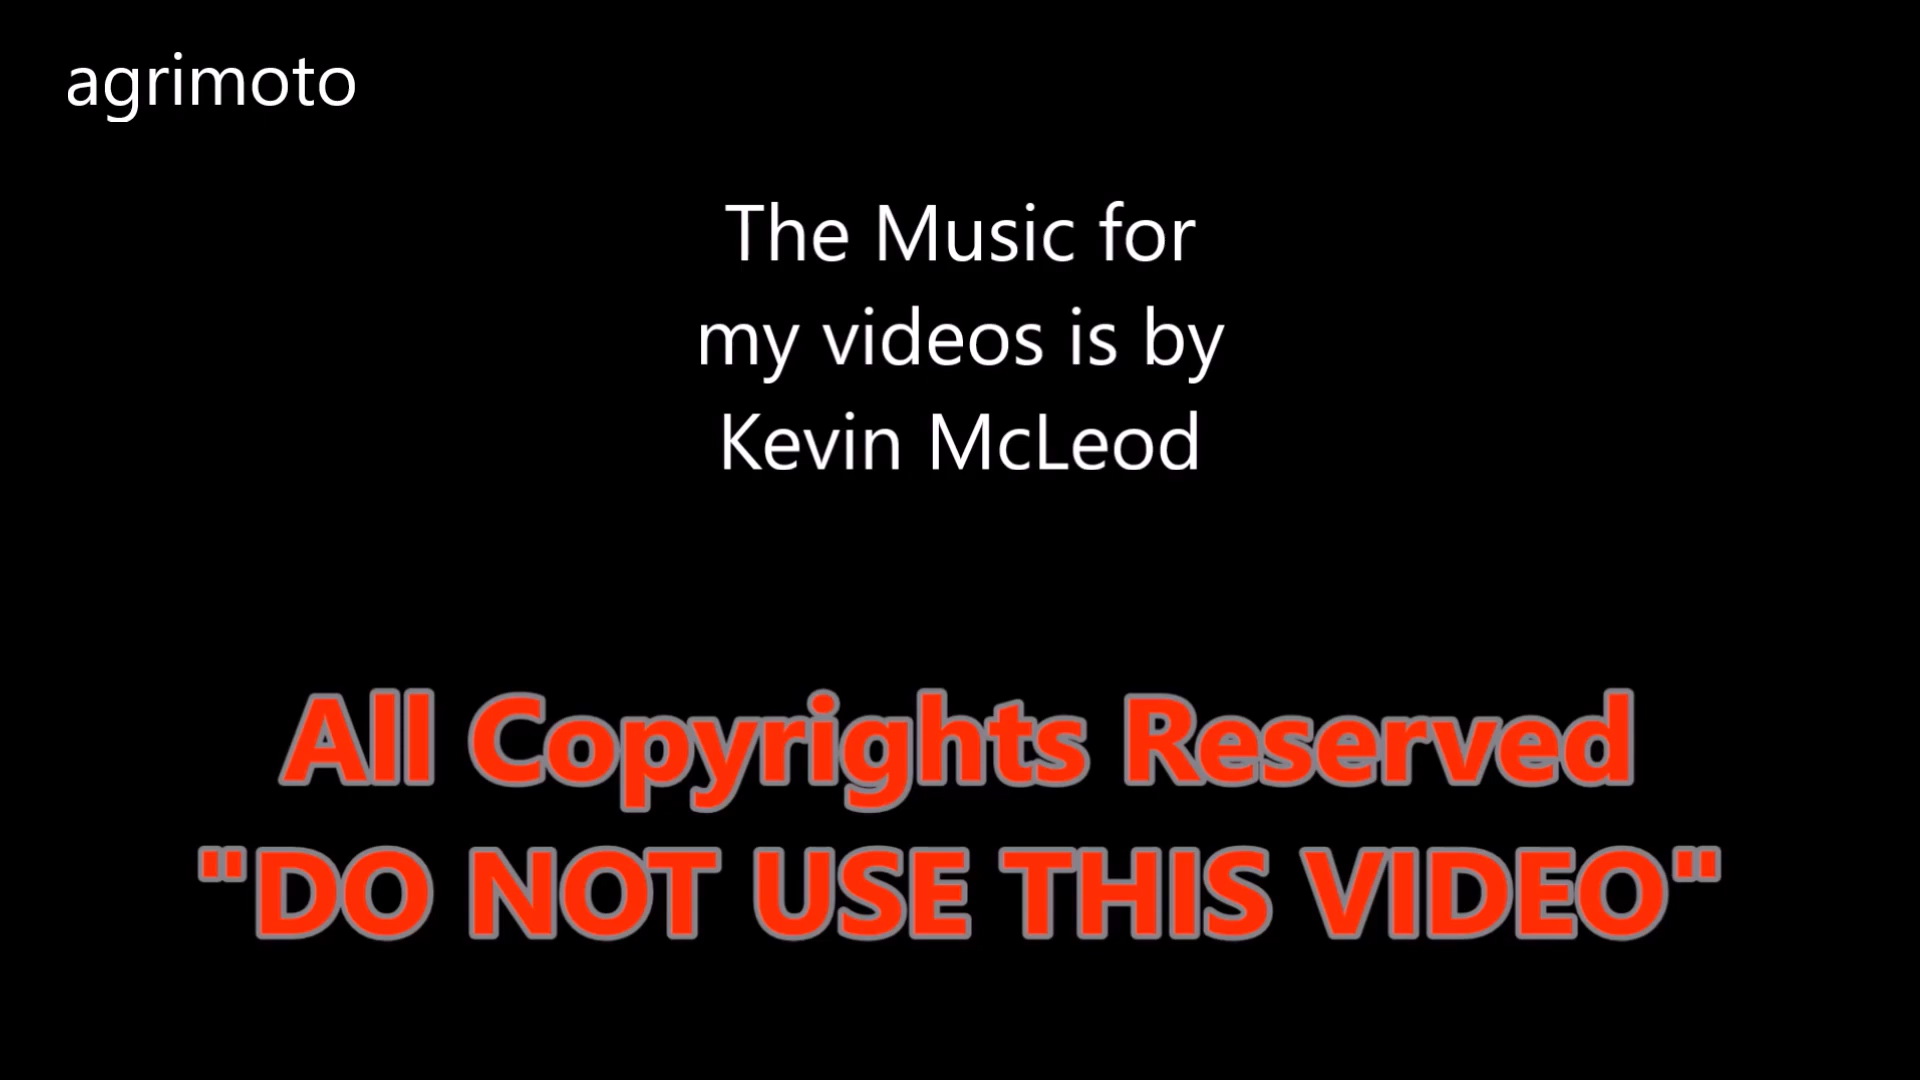 agrimoto
The Music for
my videos is by
Kevin McLeod
All Copyrights Reserved
"DO NOT USE THIS VIDEO"